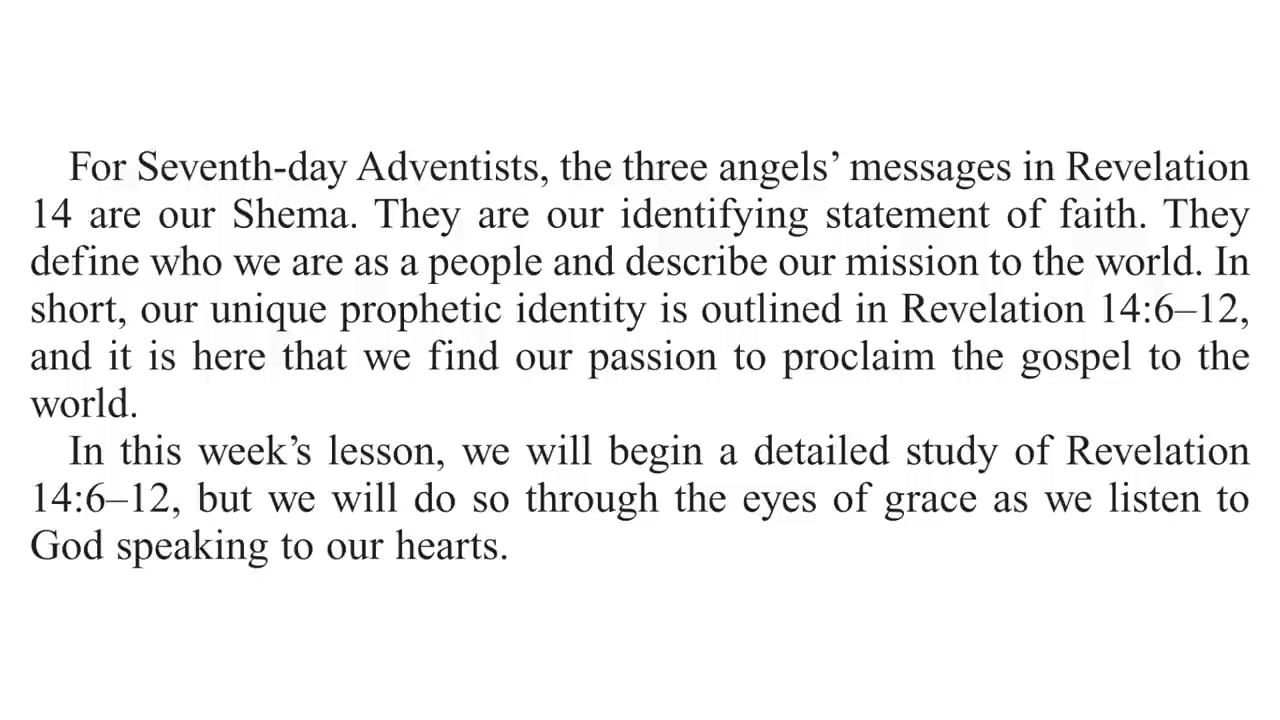 For Seventh-day Adventists, the three angels’ messages in Revelation
14 are our Shema. They are our identifying statement of faith. They
define who we are as a people and describe our mission to the world. In
short, our unique prophetic identity is outlined in Revelation 14:6–12,
and it is here that we find our passion to proclaim the gospel to the
world.
In this week’s lesson, we will begin a detailed study of Revelation
14:6–12, but we will do so through the eyes of grace as we listen to
God speaking to our hearts.